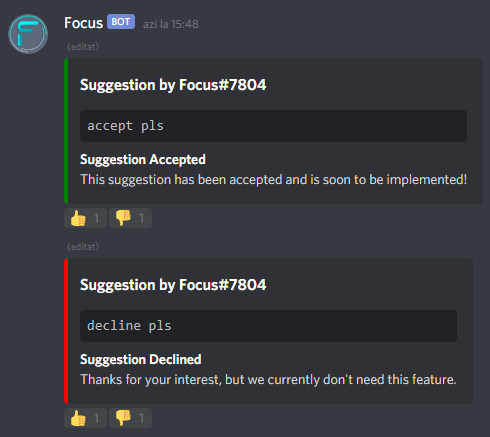 Focus BOT azi la 15:48
(editat)
Suggestion by Focus#7804
accept pls
Suggestion Accepted
This suggestion has been accepted and is soon to be implemented!
👍 1 👎 1
(editat)
Suggestion by Focus#7804
decline pls
Suggestion Declined
Thanks for your interest, but we currently don't need this feature.
👍 1 👎 1